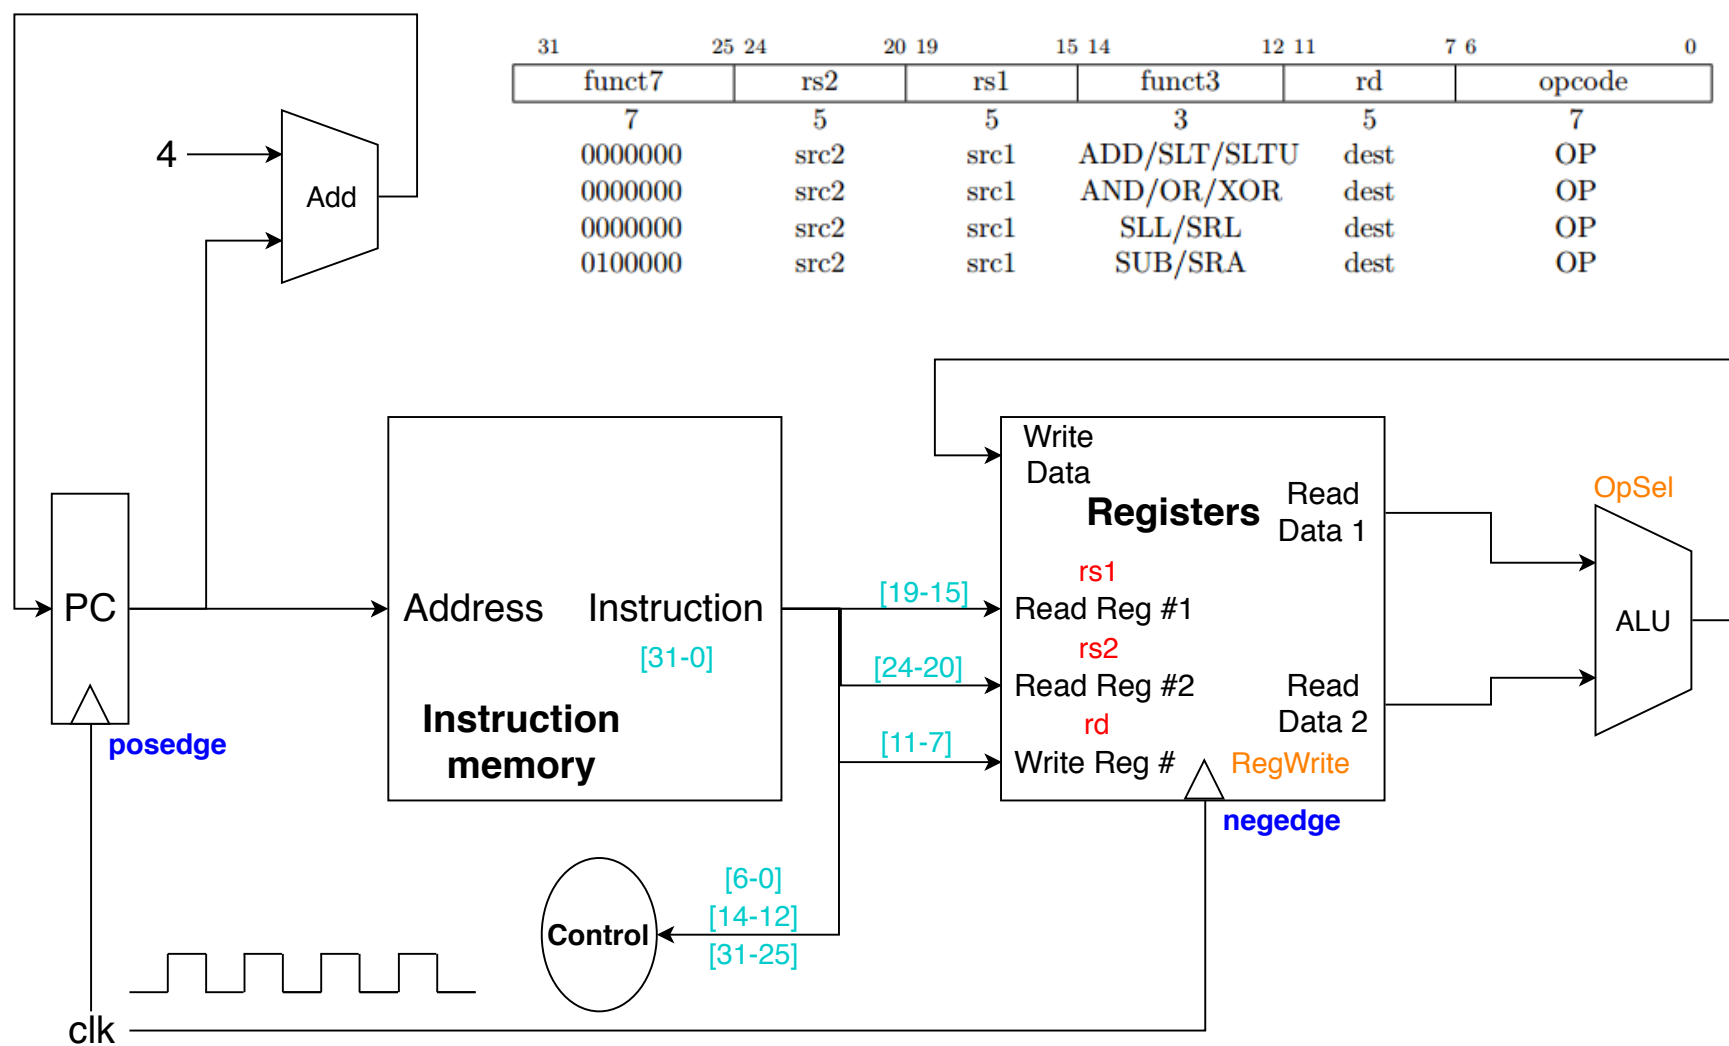 31 25 24 20 19 15 14 12 11 7 6 0
funct7 rs2 rs1 funct3 rd opcode
7 5 5 3 5 7
0000000 src2 src1 ADD/SLT/SLTU dest OP
0000000 src2 src1 AND/OR/XOR dest OP
0000000 src2 src1 SLL/SRL dest OP
0100000 src2 src1 SUB/SRA dest OP
4
Add
PC
posedge
Address
Instruction
[31-0]
Instruction
memory
[19-15]
[24-20]
[11-7]
Write
Data
Registers
Read
Data 1
rs1
Read Reg #1
rs2
Read Reg #2
rd
Write Reg #
Read
Data 2
RegWrite
negedge
OpSel
ALU
Control
[6-0]
[14-12]
[31-25]
clk